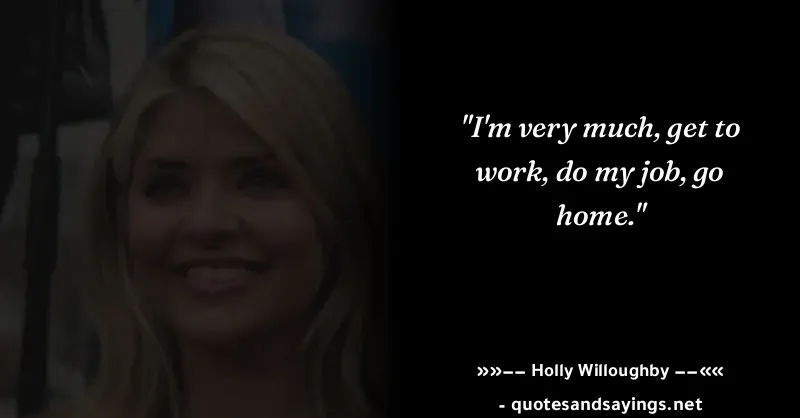 "I'm very much, get to
work, do my job, go
home."
»»−− Holly Willoughby −−««
- quotesandsayings.net